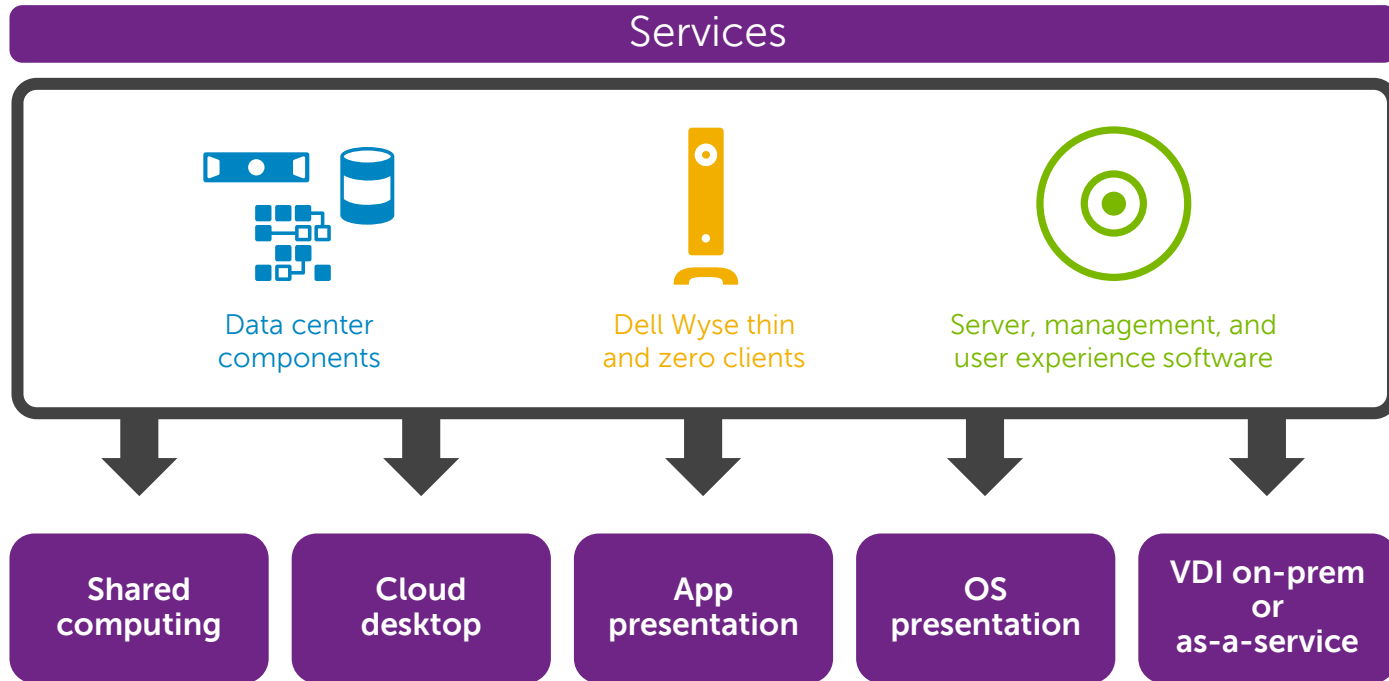 Services
Data center
components
Dell Wyse thin
and zero clients
Server, management, and
user experience software
Shared
computing
Cloud
desktop
App
presentation
OS
presentation
VDI on-prem
or
as-a-service